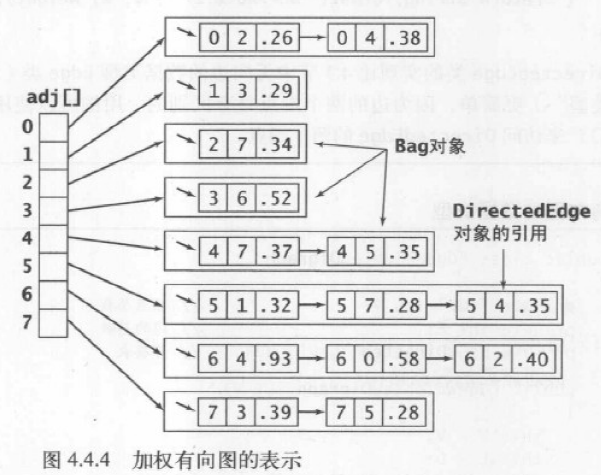 0 2 .26 0 4 .38
adj[]
0 1 3 .29
1
2 2 7 .34 Bag对象
3 3 6 .52
DirectedEdge
4 4 7 .37 4 5 .35 对象的引用
5
6 5 1 .32 5 7 .28 5 4 .35
7
6 4 .93 6 0 .58 6 2 .40
7 3 .39 7 5 .28
图 4.4.4 加权有向图的表示